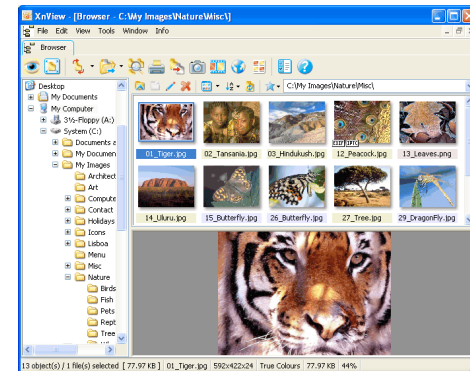 XnView - [Browser - C:\My Images\Nature\Misc\]
File Edit View Tools Window Info
Browser
C:\My Images\Nature\Misc\
Desktop
My Documents
My Computer
3½-Floppy (A:)
System (C:)
Documents a
My Documen
My Images
Architect
Art
Compute
Contact
Holidays
Icons
Lisboa
Menu
Misc
Nature
Birds
Fish
Pets
Rept
Tree
01_Tiger.jpg 02_Tansania.jpg 03_Hindukush.jpg 12_Peacock.jpg 13_Leaves.png
EXIF IPTC
14_Uluru.jpg 15_Butterfly.jpg 26_Butterfly.jpg 27_Tree.jpg 29_DragonFly.jpg
13 object(s) / 1 file(s) selected [ 77.97 KB ] 01_Tiger.jpg 592x422x24 True Colours 77.97 KB 44%